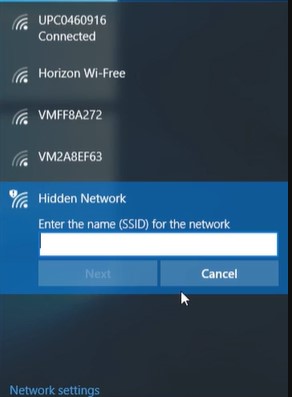 UPC0460916
Connected
Horizon Wi-Free
VMFF8A272
VM2A8EF63
Hidden Network
Enter the name (SSID) for the network
Next
Cancel
Network settings